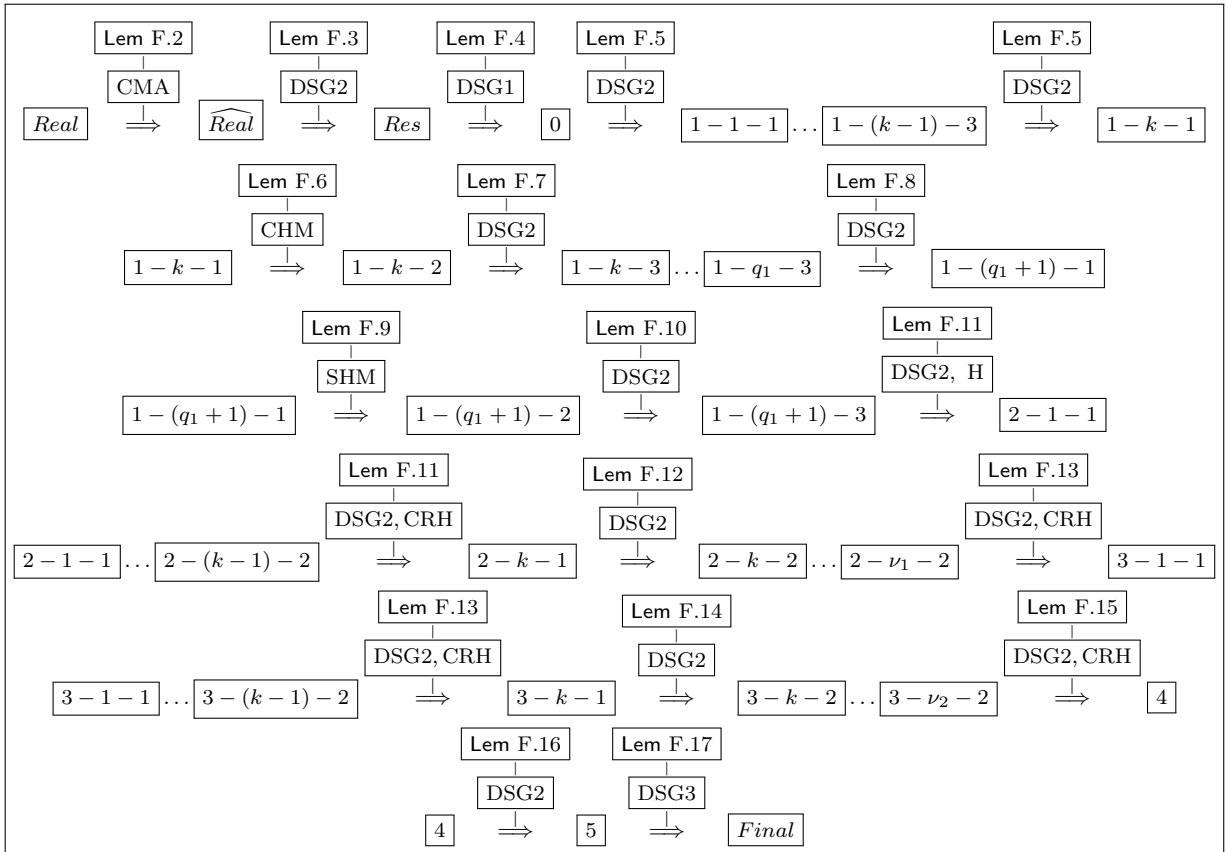 Lem F.2 Lem F.3 Lem F.4 Lem F.5 Lem F.5
CMA DSG2 DSG1 DSG2 DSG2
Real ⟹ \widehat{Real} ⟹ Res ⟹ 0 ⟹ 1 − 1 − 1 … 1 − (k − 1) − 3 ⟹ 1 − k − 1
Lem F.6 Lem F.7 Lem F.8
CHM DSG2 DSG2
1 − k − 1 ⟹ 1 − k − 2 ⟹ 1 − k − 3 … 1 − q₁ − 3 ⟹ 1 − (q₁ + 1) − 1
Lem F.9 Lem F.10 Lem F.11
SHM DSG2 DSG2, H
1 − (q₁ + 1) − 1 ⟹ 1 − (q₁ + 1) − 2 ⟹ 1 − (q₁ + 1) − 3 ⟹ 2 − 1 − 1
Lem F.11 Lem F.12 Lem F.13
DSG2, CRH DSG2 DSG2, CRH
2 − 1 − 1 … 2 − (k − 1) − 2 ⟹ 2 − k − 1 ⟹ 2 − k − 2 … 2 − ν₁ − 2 ⟹ 3 − 1 − 1
Lem F.13 Lem F.14 Lem F.15
DSG2, CRH DSG2 DSG2, CRH
3 − 1 − 1 … 3 − (k − 1) − 2 ⟹ 3 − k − 1 ⟹ 3 − k − 2 … 3 − ν₂ − 2 ⟹ 4
Lem F.16 Lem F.17
DSG2 DSG3
4 ⟹ 5 ⟹ Final